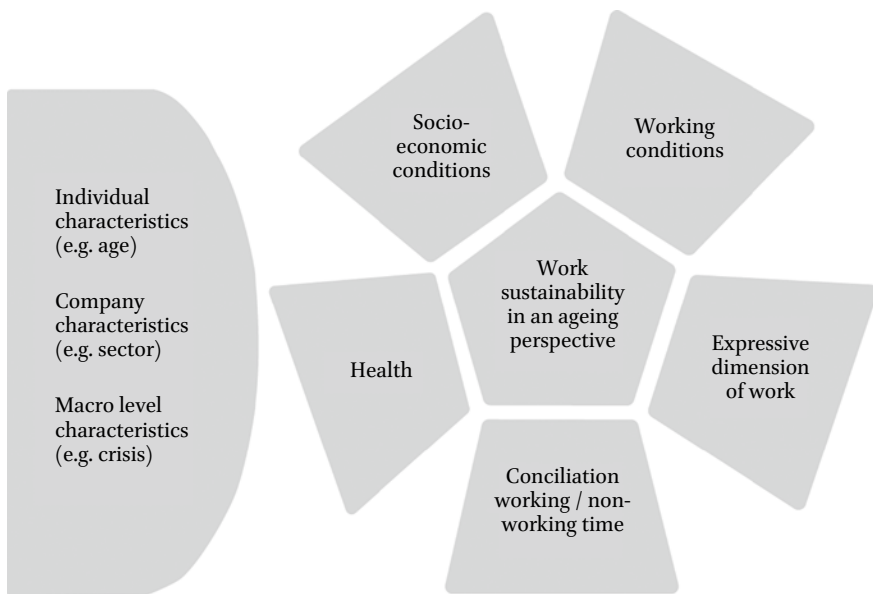 Individual
characteristics
(e.g. age)
Company
characteristics
(e.g. sector)
Macro level
characteristics
(e.g. crisis)
Socio-
economic
conditions
Working
conditions
Work
sustainability
in an ageing
perspective
Health
Expressive
dimension
of work
Conciliation
working / non-
working time